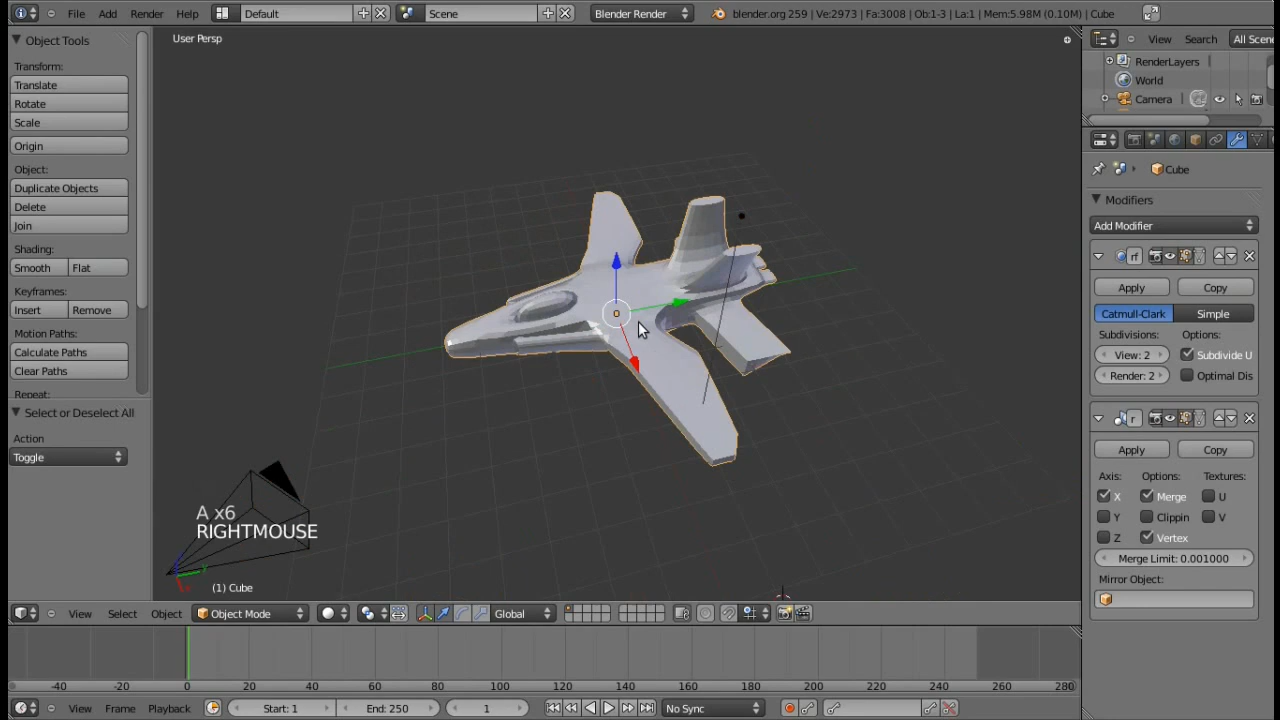 File Add Render Help Default Scene Blender Render blender.org 259 | Ve:2973 | Fa:3008 | Ob:1-3 | La:1 | Mem:5.98M (0.10M) | Cube
Object Tools
Transform:
Translate
Rotate
Scale
Origin
Object:
Duplicate Objects
Delete
Join
Shading:
Smooth Flat
Keyframes:
Insert Remove
Motion Paths:
Calculate Paths
Clear Paths
Repeat:
Select or Deselect All
Action
Toggle
User Persp
A x6
RIGHTMOUSE
(1) Cube
View Select Object Object Mode Global
-40 -20 0 20 40 60 80 100 120 140 160 180 200 220 240 260 280
View Frame Playback Start: 1 End: 250 1 No Sync
View Search All Scene
RenderLayers
World
Camera
Cube
Modifiers
Add Modifier
rf
Apply Copy
Catmull-Clark Simple
Subdivisions: Options:
View: 2 Subdivide U
Render: 2 Optimal Dis
r
Apply Copy
Axis: Options: Textures:
X Merge U
Y Clippin V
Z Vertex
Merge Limit: 0.001000
Mirror Object: